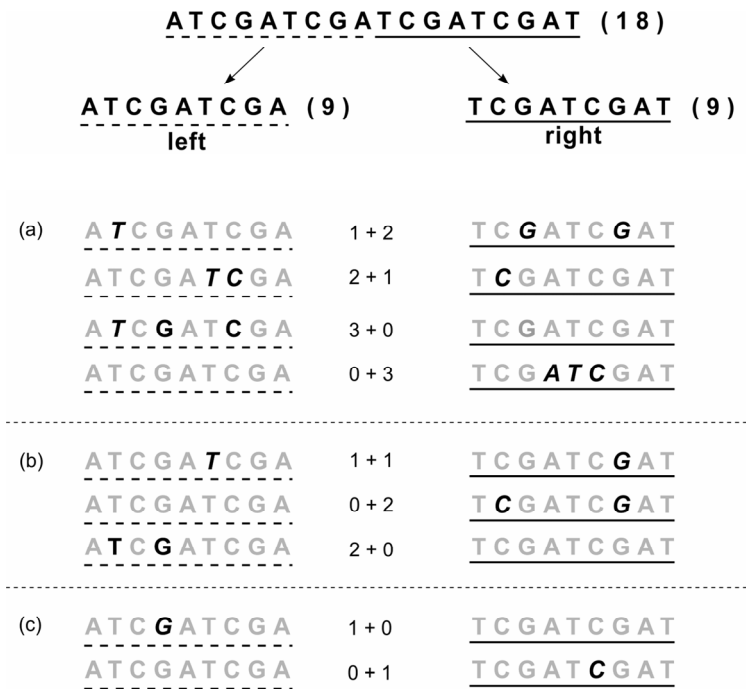 ATCGATCGATCGATCGAT (18)
ATCGATCGA (9) TCGATCGAT (9)
left right
(a) ATCGATCGA 1 + 2 TCGATCGAT
ATCGATCGA 2 + 1 TCGATCGAT
ATCGATCGA 3 + 0 TCGATCGAT
ATCGATCGA 0 + 3 TCGATCGAT
(b) ATCGATCGA 1 + 1 TCGATCGAT
ATCGATCGA 0 + 2 TCGATCGAT
ATCGATCGA 2 + 0 TCGATCGAT
(c) ATCGATCGA 1 + 0 TCGATCGAT
ATCGATCGA 0 + 1 TCGATCGAT